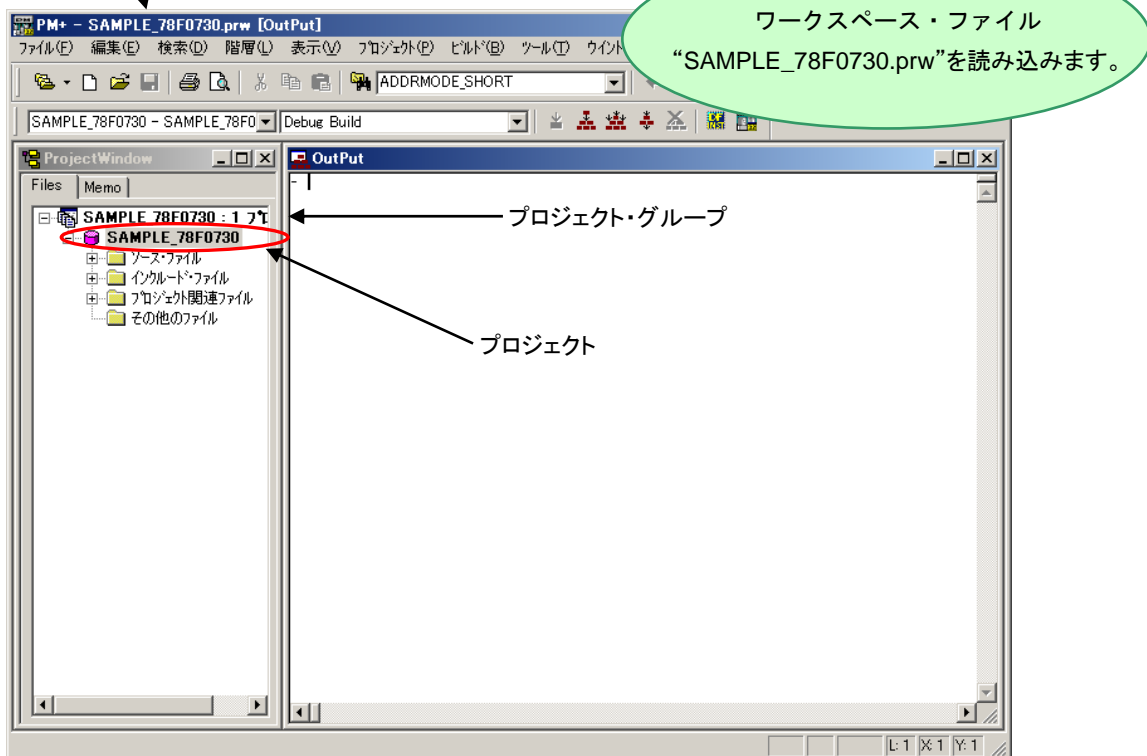 ワークスペース・ファイル
“SAMPLE_78F0730.prw”を読み込みます。
PM+ - SAMPLE_78F0730.prw [OutPut]
ファイル(F) 編集(E) 検索(D) 階層(L) 表示(V) プロジェクト(P) ビルド(B) ツール(T) ウイント
ADDRMODE_SHORT
SAMPLE_78F0730 - SAMPLE_78F0 Debug Build
ProjectWindow
OutPut
Files Memo
-
SAMPLE_78F0730 : 1 プロ
プロジェクト・グループ
SAMPLE_78F0730
ソース・ファイル
インクルード・ファイル
プロジェクト関連ファイル
その他のファイル
プロジェクト
L: 1 X: 1 Y: 1